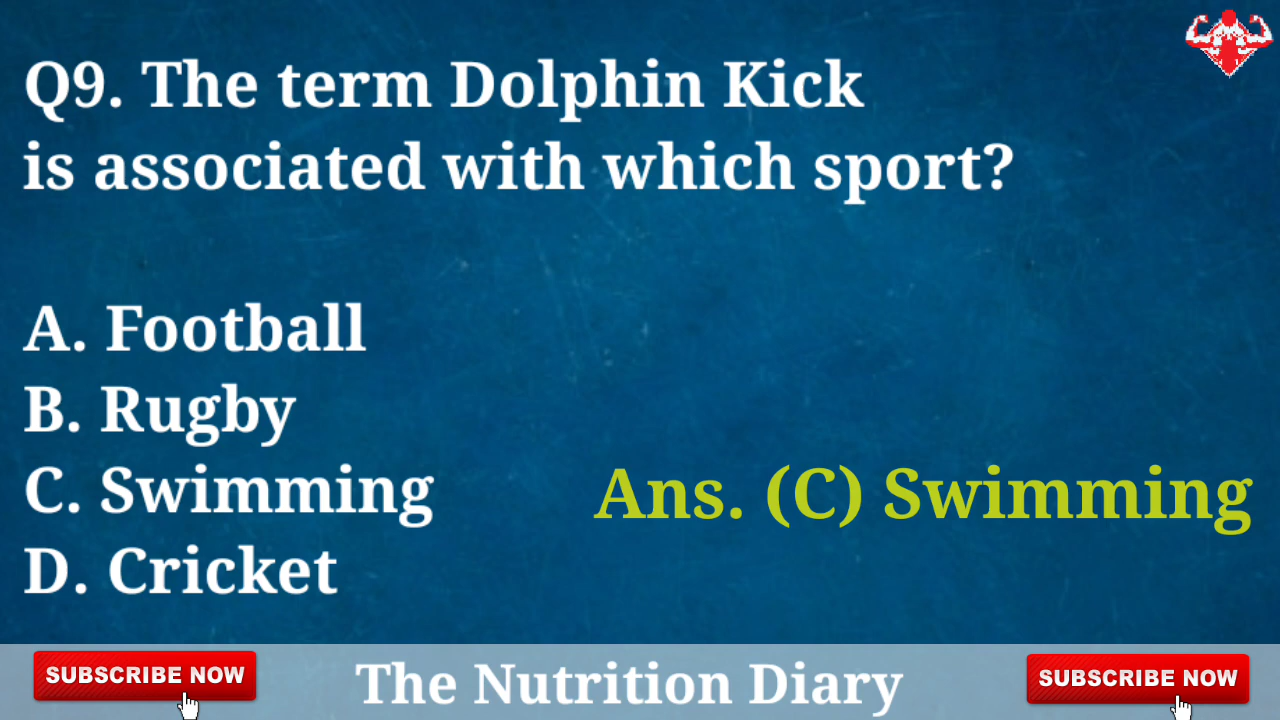 Q9. The term Dolphin Kick
is associated with which sport?
A. Football
B. Rugby
C. Swimming
Ans. (C) Swimming
D. Cricket
SUBSCRIBE NOW
The Nutrition Diary
SUBSCRIBE NOW